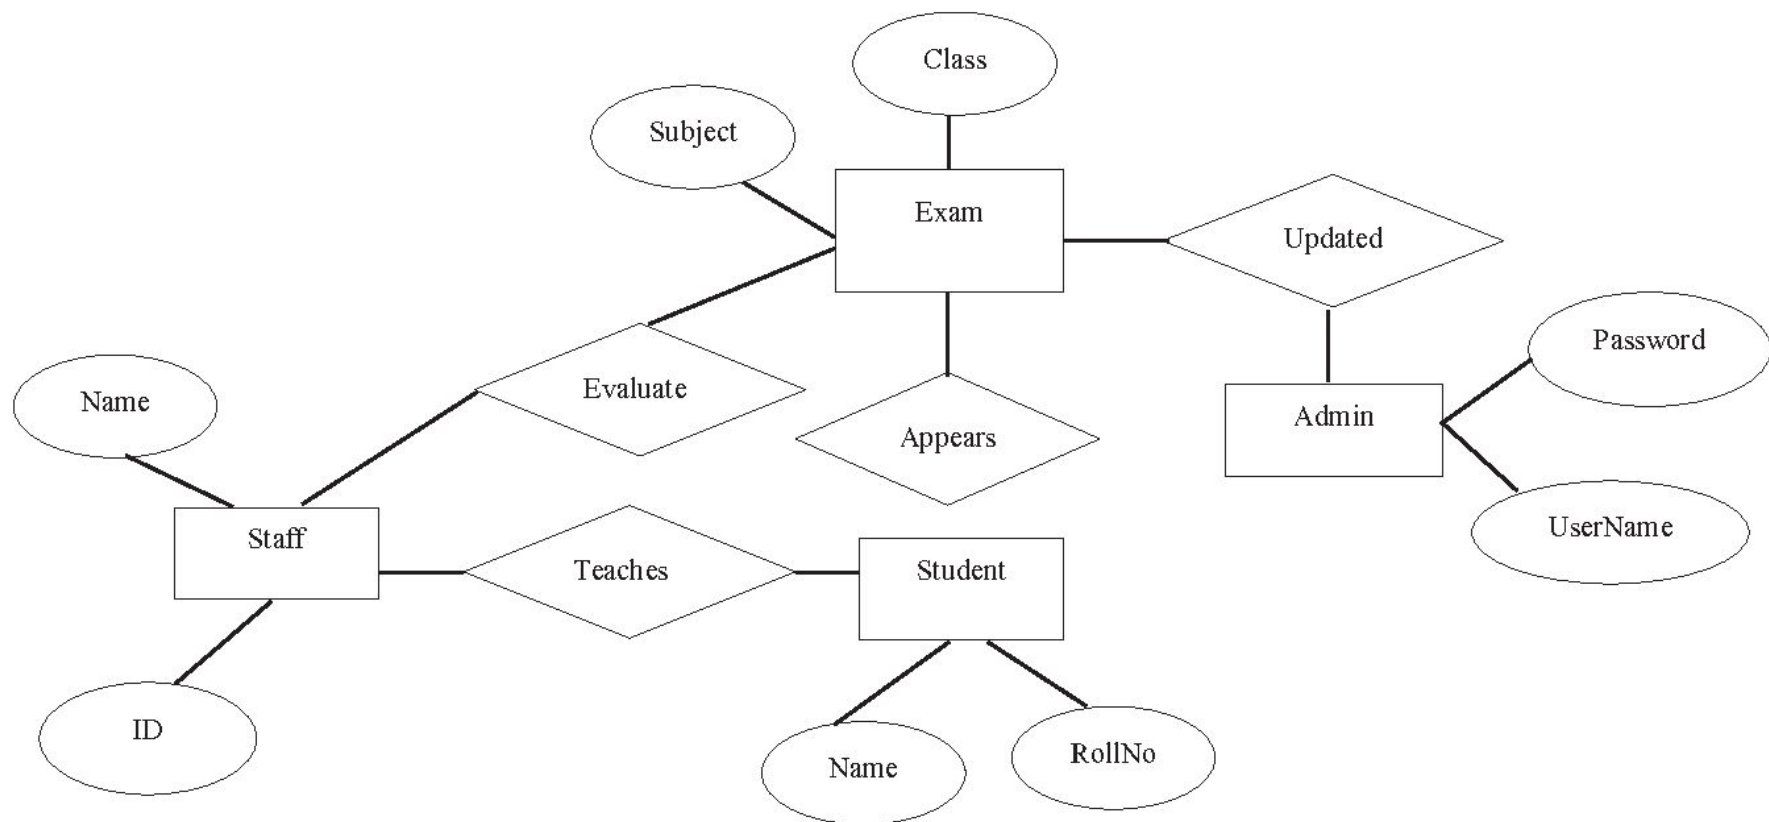 Class
Subject
Exam
Updated
Password
Evaluate
Name
Admin
Appears
UserName
Staff
Teaches
Student
ID
Name
RollNo